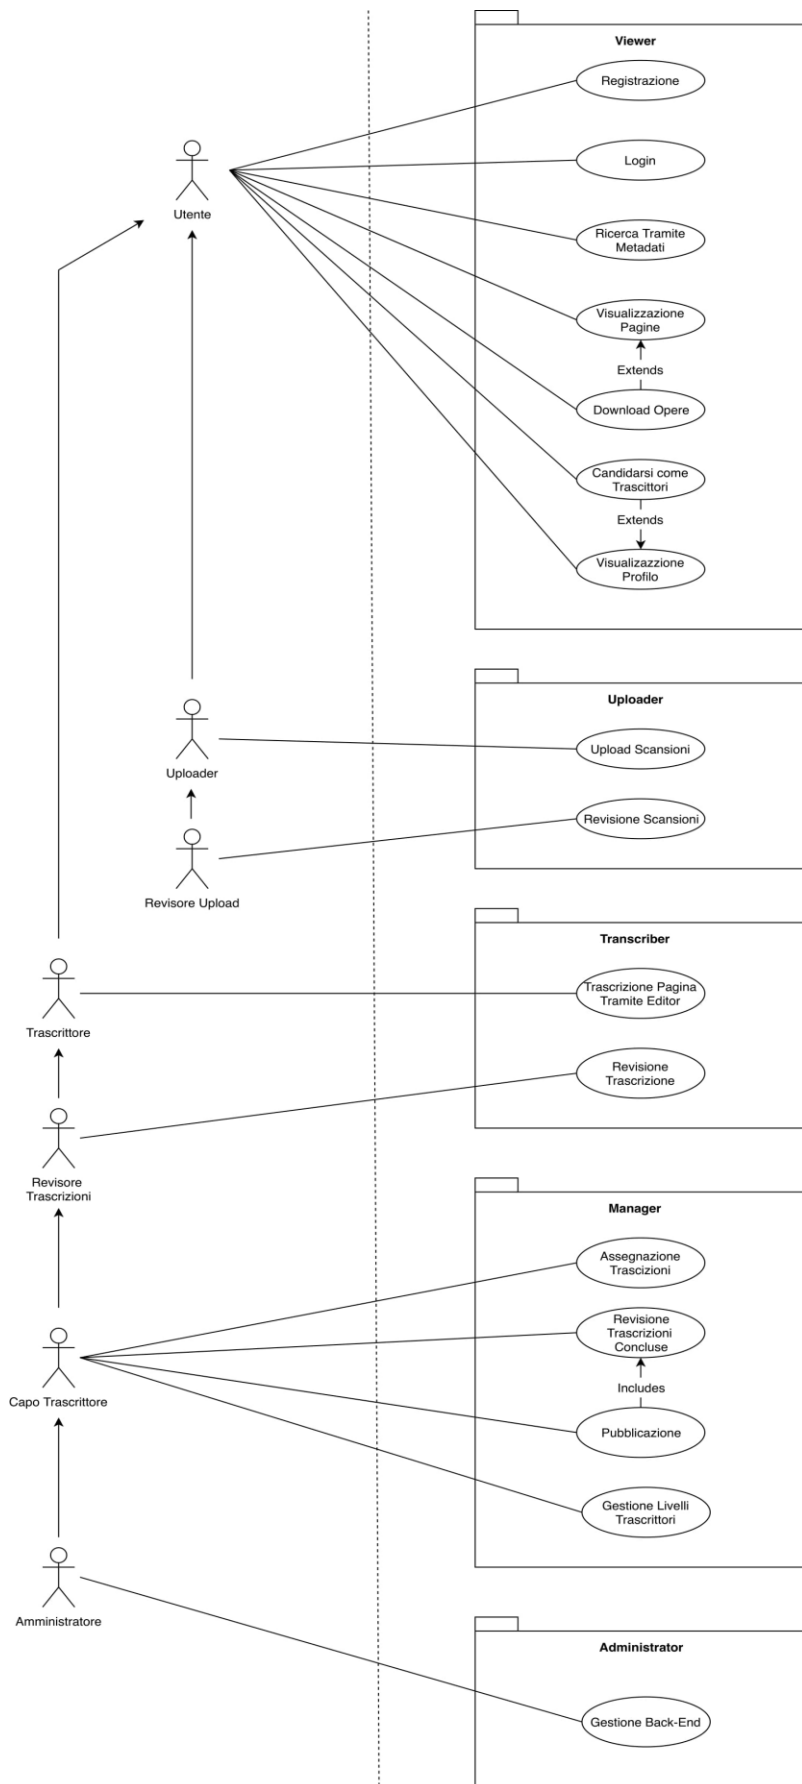 Viewer
Registrazione
Login
Utente
Ricerca Tramite
Metadati
Visualizzazione
Pagine
Extends
Download Opere
Candidarsi come
Trascittori
Extends
Visualizazzione
Profilo
Uploader
Upload Scansioni
Uploader
Revisione Scansioni
Revisore Upload
Transcriber
Trascrizione Pagina
Tramite Editor
Trascrittore
Revisione
Trascrizione
Revisore
Trascrizioni
Manager
Assegnazione
Trascizioni
Revisione
Trascrizioni
Concluse
Includes
Capo Trascrittore
Pubblicazione
Gestione Livelli
Trascrittori
Amministratore
Administrator
Gestione Back-End